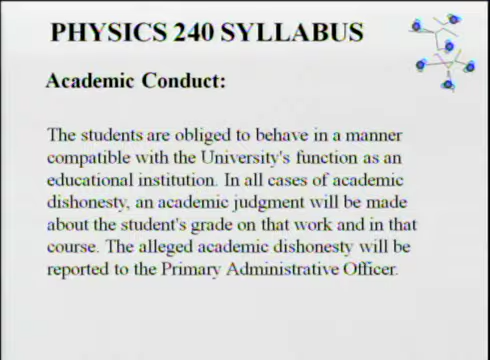 PHYSICS 240 SYLLABUS
Academic Conduct:
The students are obliged to behave in a manner
compatible with the University's function as an
educational institution. In all cases of academic
dishonesty, an academic judgment will be made
about the student's grade on that work and in that
course. The alleged academic dishonesty will be
reported to the Primary Administrative Officer.